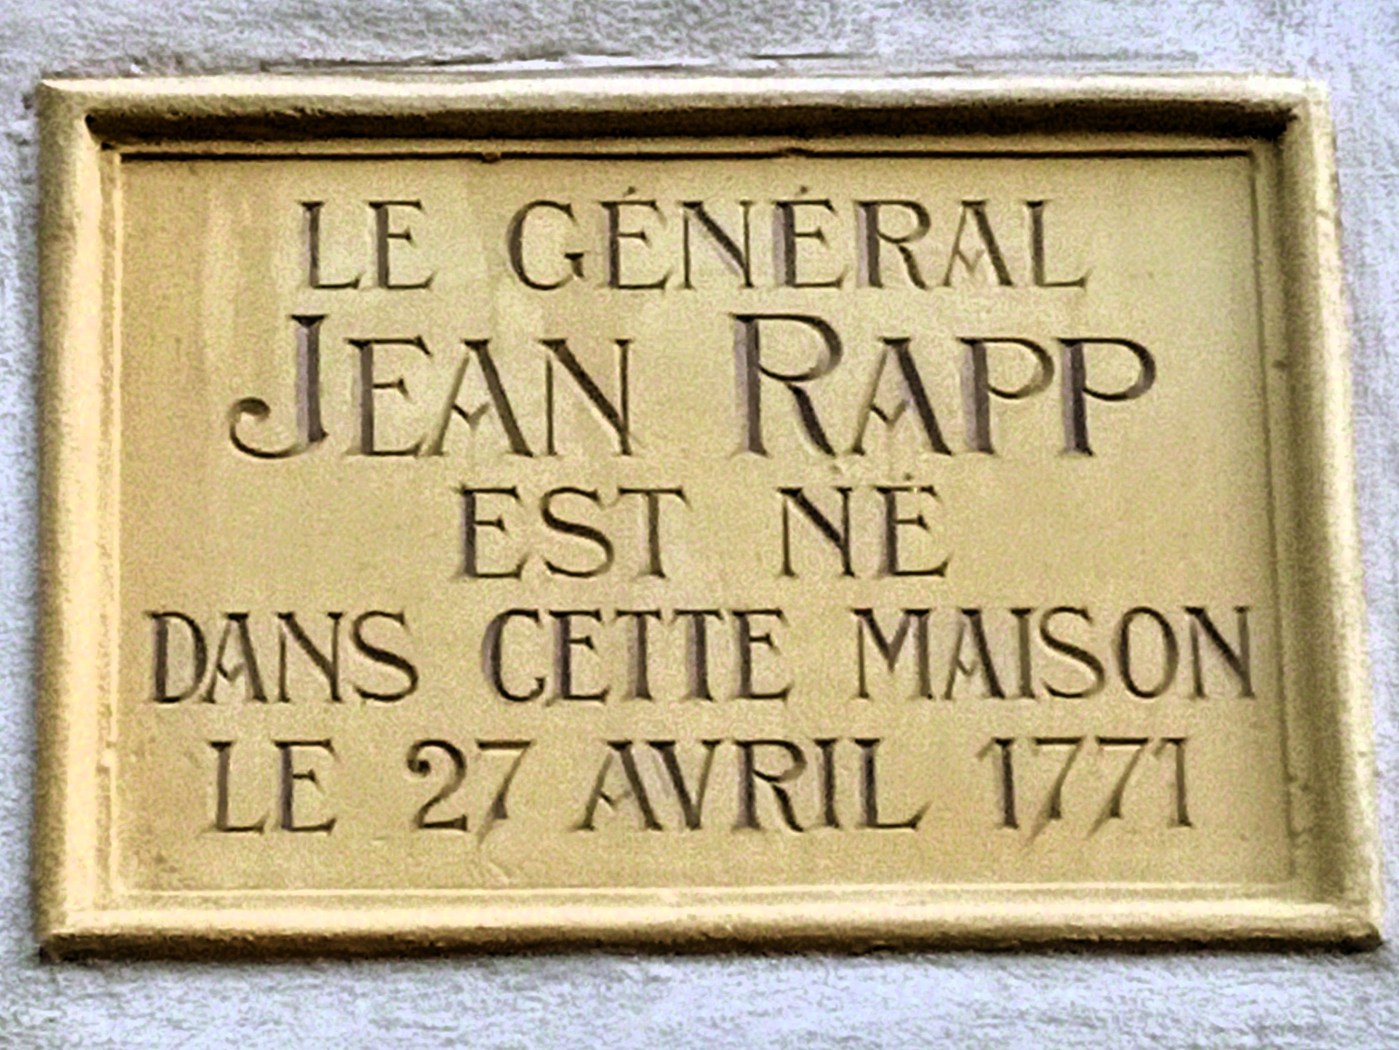 LE GÉNÉRAL
JEAN RAPP
EST NÉ
DANS CETTE MAISON
LE 27 AVRIL 1771